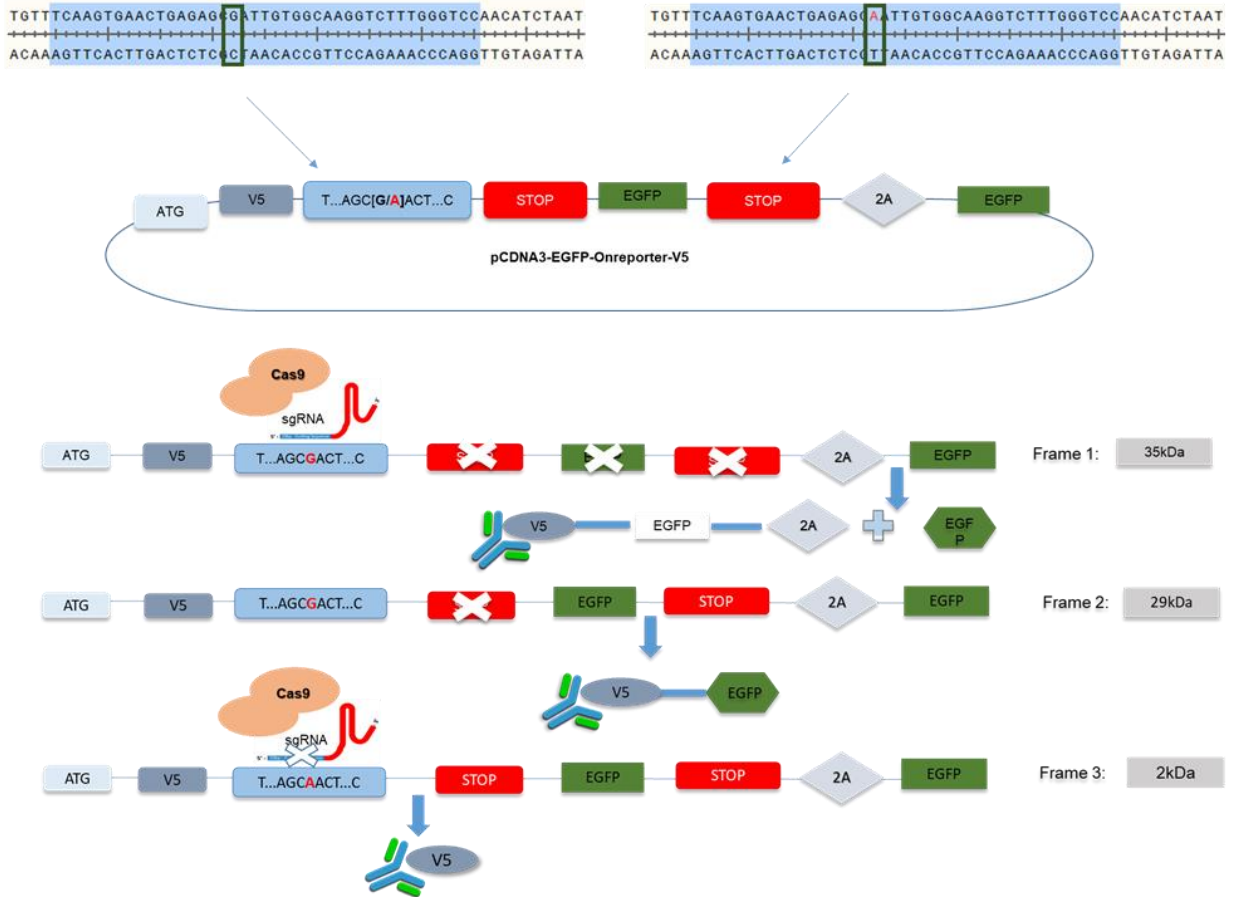 TGTTTCAAGTGAACTGAGAGCGATTGTGGCAAGGTCTTTGGGTCCAACATCTAAT
ACAAAGTTCACTTGACTCTCGCTAACACCGTTCCAGAAACCCAGGTTGTAGATTA
TGTTTCAAGTGAACTGAGAGCAATTGTGGCAAGGTCTTTGGGTCCAACATCTAAT
ACAAAGTTCACTTGACTCTCGTTAACACCGTTCCAGAAACCCAGGTTGTAGATTA
ATG
V5
T...AGC[G/A]ACT...C
STOP
EGFP
STOP
2A
EGFP
pCDNA3-EGFP-Onreporter-V5
Cas9
sgRNA
ATG
V5
T...AGCGACT...C
2A
EGFP
Frame 1:
35kDa
V5
EGFP
2A
EGF
P
ATG
V5
T...AGCGACT...C
EGFP
STOP
2A
EGFP
Frame 2:
29kDa
V5
EGFP
Cas9
sgRNA
ATG
V5
T...AGCAACT...C
STOP
EGFP
STOP
2A
EGFP
Frame 3:
2kDa
V5